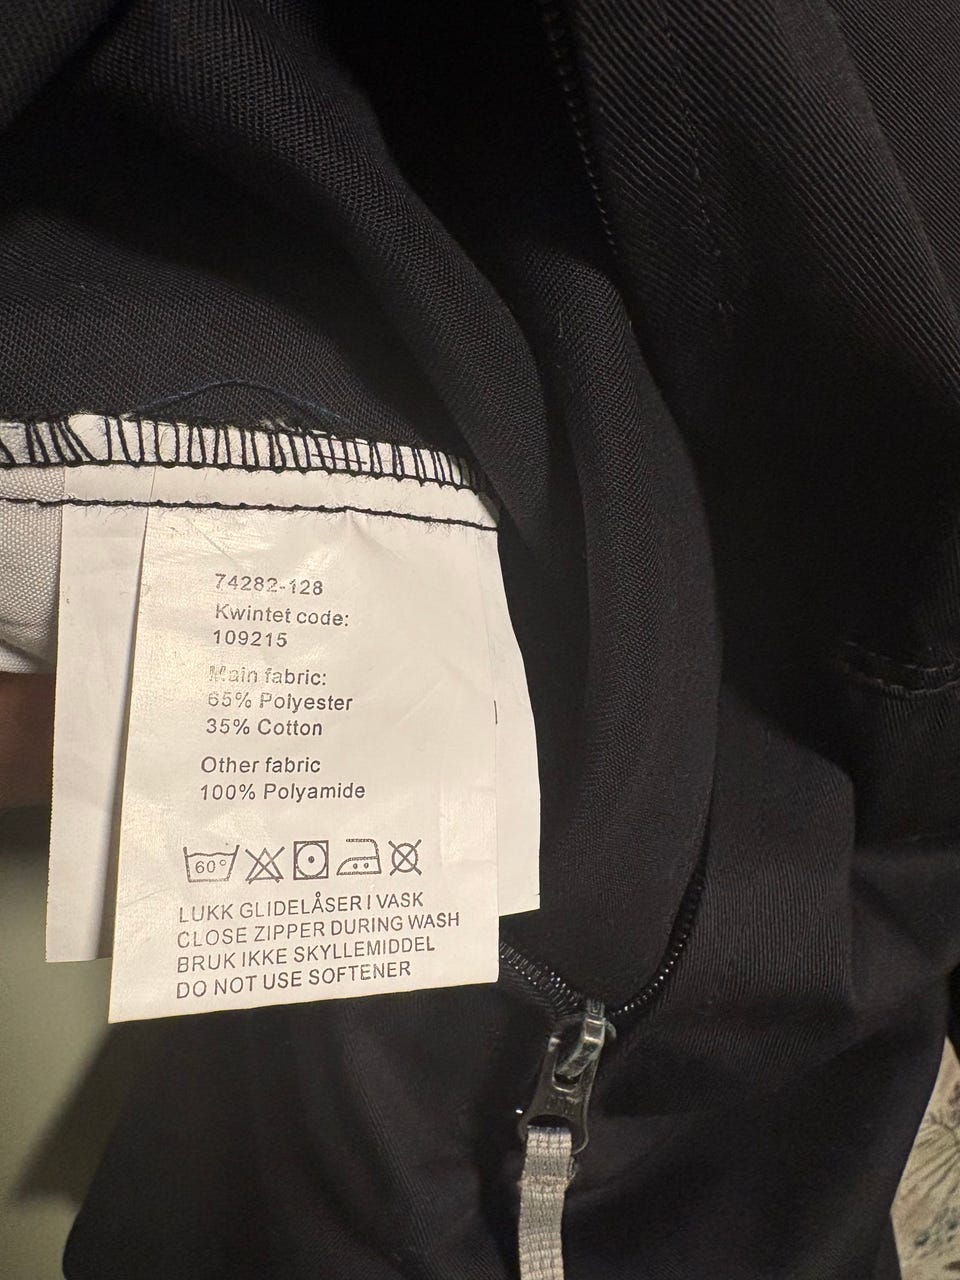 74282-128
Kwintet code:
109215
Main fabric:
65% Polyester
35% Cotton
Other fabric
100% Polyamide
60°
LUKK GLIDELÅSER I VASK
CLOSE ZIPPER DURING WASH
BRUK IKKE SKYLLEMIDDEL
DO NOT USE SOFTENER